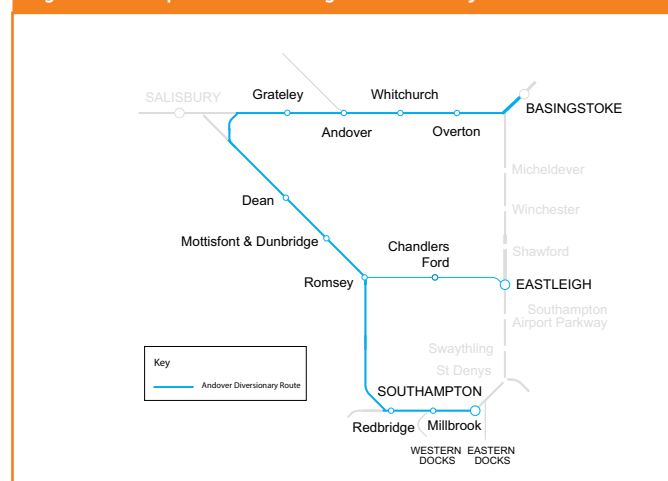 SALISBURY
Grateley
Whitchurch
BASINGSTOKE
Andover
Overton
Micheldever
Dean
Winchester
Mottisfont & Dunbridge
Chandlers
Ford
Shawford
Romsey
EASTLEIGH
Southampton
Airport Parkway
Swaythling
Key
St Denys
Andover Diversionary Route
SOUTHAMPTON
Redbridge
Millbrook
WESTERN
DOCKS
EASTERN
DOCKS